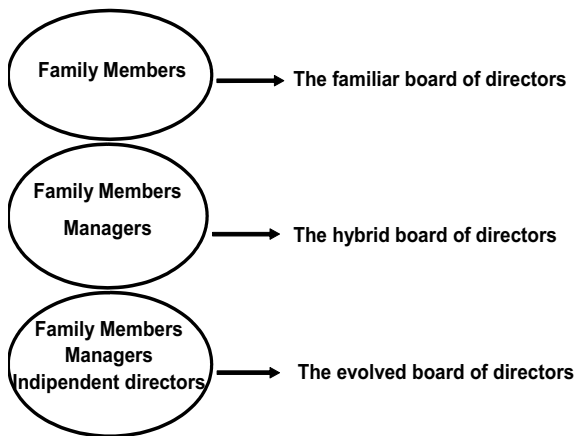 Family Members
The familiar board of directors
Family Members
Managers
The hybrid board of directors
Family Members
Managers
Indipendent directors
The evolved board of directors